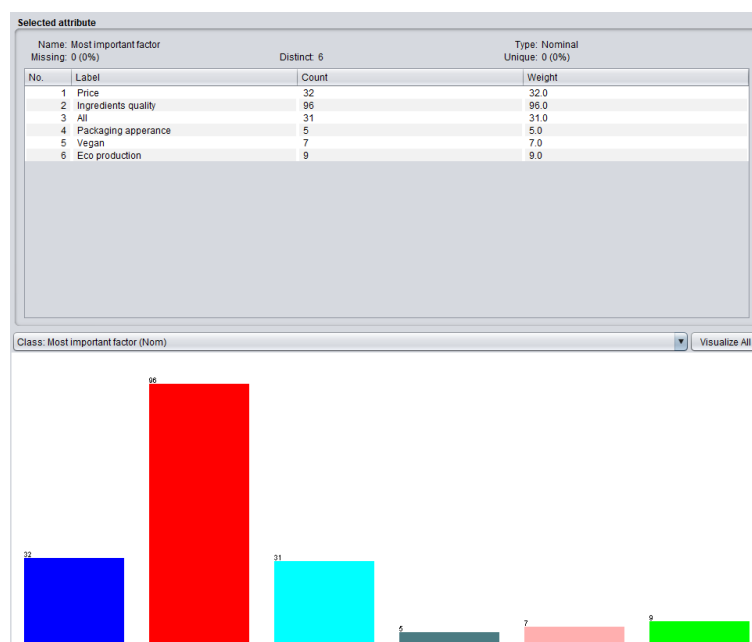 Selected attribute
Name: Most important factor Type: Nominal
Missing: 0 (0%) Distinct: 6 Unique: 0 (0%)
No. Label Count Weight
1 Price 32 32.0
2 Ingredients quality 96 96.0
3 All 31 31.0
4 Packaging apperance 5 5.0
5 Vegan 7 7.0
6 Eco production 9 9.0
Class: Most important factor (Nom) Visualize All
96
32
31
5
7
9